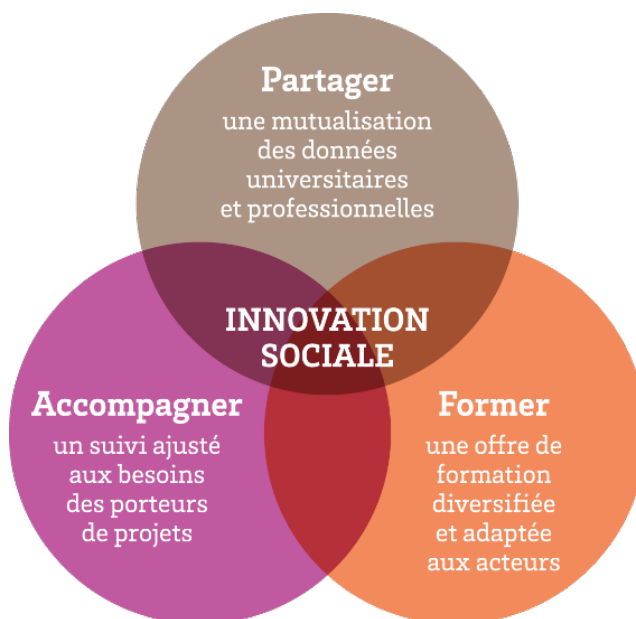 Partager
une mutualisation
des données
universitaires
et professionnelles
INNOVATION
SOCIALE
Accompagner
un suivi ajusté
aux besoins
des porteurs
de projets
Former
une offre de
formation
diversifiée
et adaptée
aux acteurs